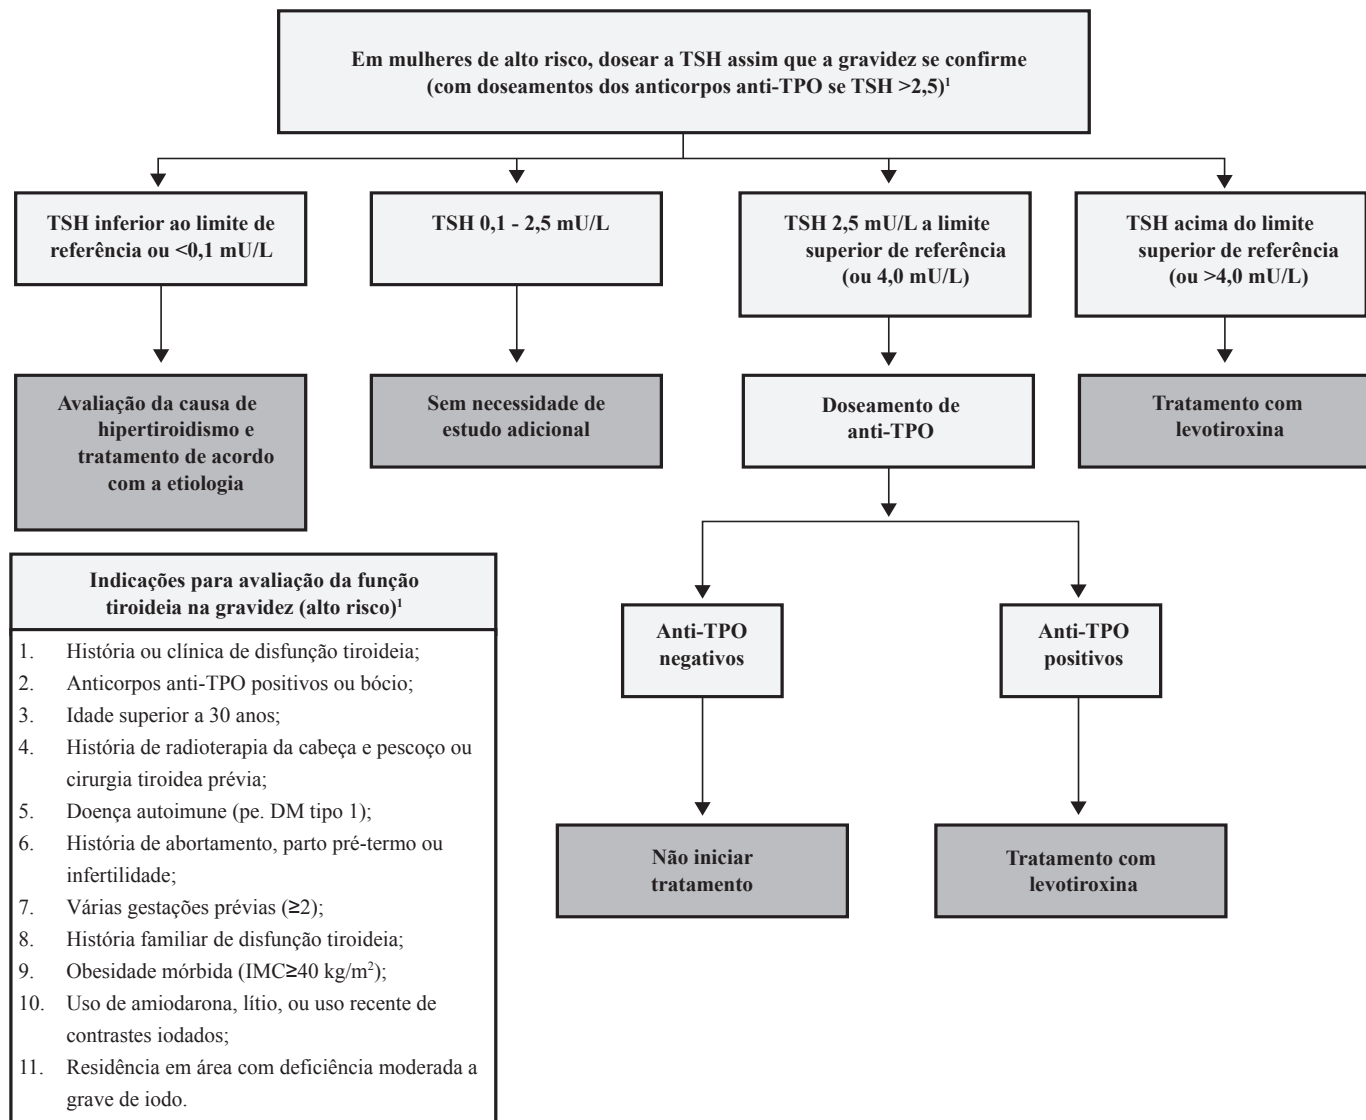 Em mulheres de alto risco, dosear a TSH assim que a gravidez se confirme
(com doseamentos dos anticorpos anti-TPO se TSH >2,5)¹
TSH inferior ao limite de
referência ou <0,1 mU/L
TSH 0,1 - 2,5 mU/L
TSH 2,5 mU/L a limite
superior de referência
(ou 4,0 mU/L)
TSH acima do limite
superior de referência
(ou >4,0 mU/L)
Avaliação da causa de
hipertiroidismo e
tratamento de acordo
com a etiologia
Sem necessidade de
estudo adicional
Doseamento de
anti-TPO
Tratamento com
levotiroxina
Anti-TPO
negativos
Anti-TPO
positivos
Não iniciar
tratamento
Tratamento com
levotiroxina
Indicações para avaliação da função
tiroideia na gravidez (alto risco)¹
1. História ou clínica de disfunção tiroideia;
2. Anticorpos anti-TPO positivos ou bócio;
3. Idade superior a 30 anos;
4. História de radioterapia da cabeça e pescoço ou
cirurgia tiroidea prévia;
5. Doença autoimune (pe. DM tipo 1);
6. História de abortamento, parto pré-termo ou
infertilidade;
7. Várias gestações prévias (≥2);
8. História familiar de disfunção tiroideia;
9. Obesidade mórbida (IMC≥40 kg/m²);
10. Uso de amiodarona, lítio, ou uso recente de
contrastes iodados;
11. Residência em área com deficiência moderada a
grave de iodo.